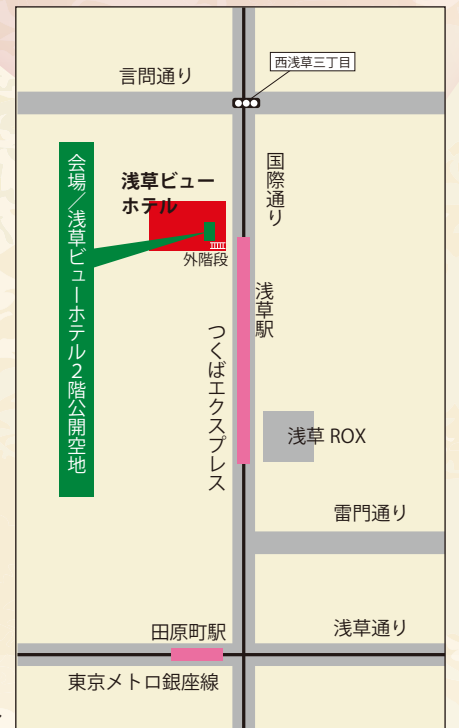 西浅草三丁目
言問通り
国際通り
会場／浅草ビューホテル2階公開空地
浅草ビュー
ホテル
外階段
浅草駅
つくばエクスプレス
浅草 ROX
雷門通り
田原町駅
浅草通り
東京メトロ銀座線